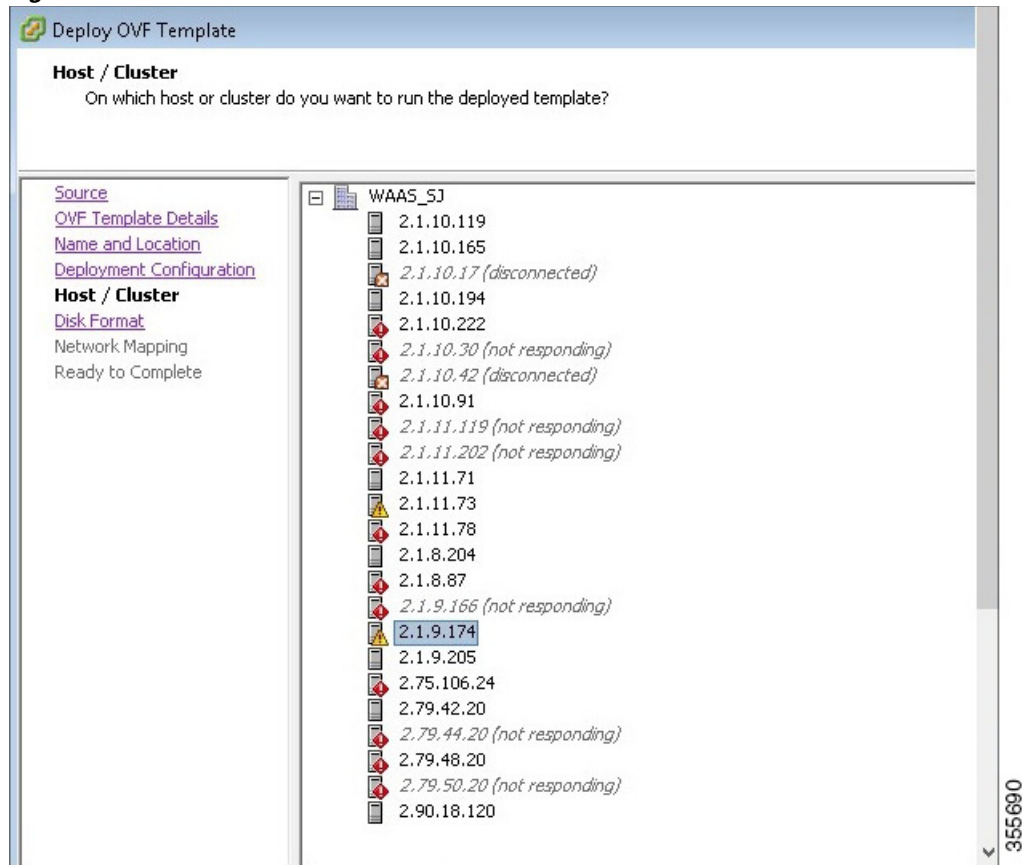 Deploy OVF Template
Host / Cluster
On which host or cluster do you want to run the deployed template?
Source
OVF Template Details
Name and Location
Deployment Configuration
Host / Cluster
Disk Format
Network Mapping
Ready to Complete
WAAS_SJ
2.1.10.119
2.1.10.165
2.1.10.17 (disconnected)
2.1.10.194
2.1.10.222
2.1.10.30 (not responding)
2.1.10.42 (disconnected)
2.1.10.91
2.1.11.119 (not responding)
2.1.11.202 (not responding)
2.1.11.71
2.1.11.73
2.1.11.78
2.1.8.204
2.1.8.87
2.1.9.166 (not responding)
2.1.9.174
2.1.9.205
2.75.106.24
2.79.42.20
2.79.44.20 (not responding)
2.79.48.20
2.79.50.20 (not responding)
2.90.18.120
355690